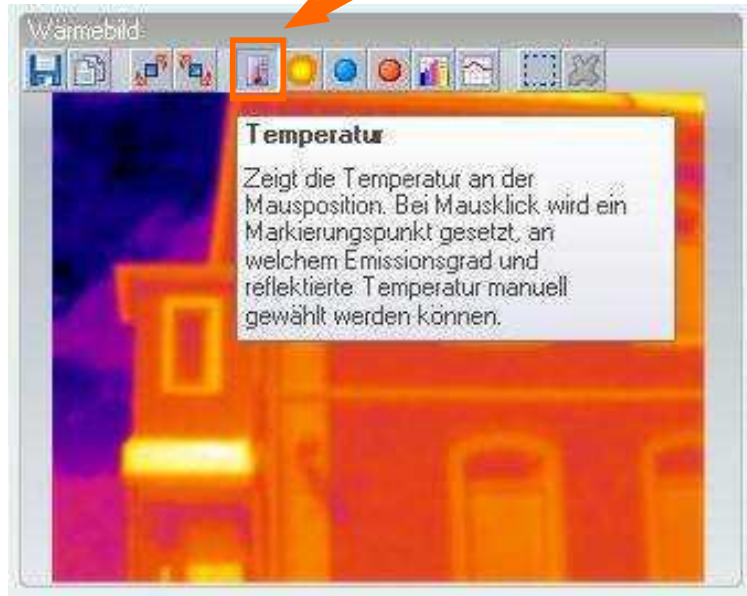 Wärmebild
Temperatur
Zeigt die Temperatur an der
Mausposition. Bei Mausklick wird ein
Markierungspunkt gesetzt, an
welchem Emissionsgrad und
reflektierte Temperatur manuell
gewählt werden können.